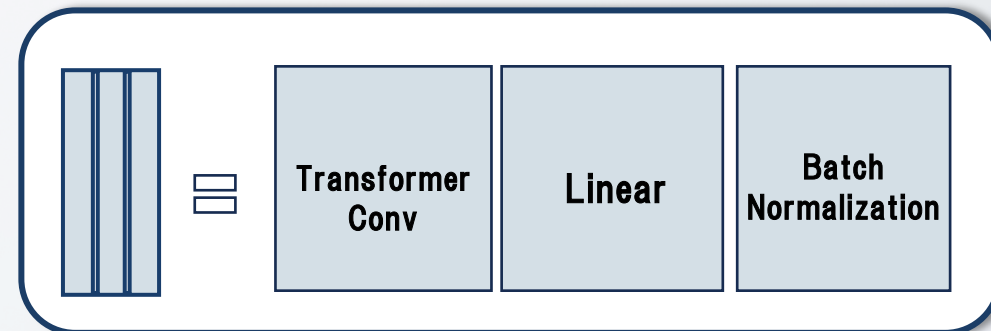 Transformer
Conv
Linear
Batch
Normalization